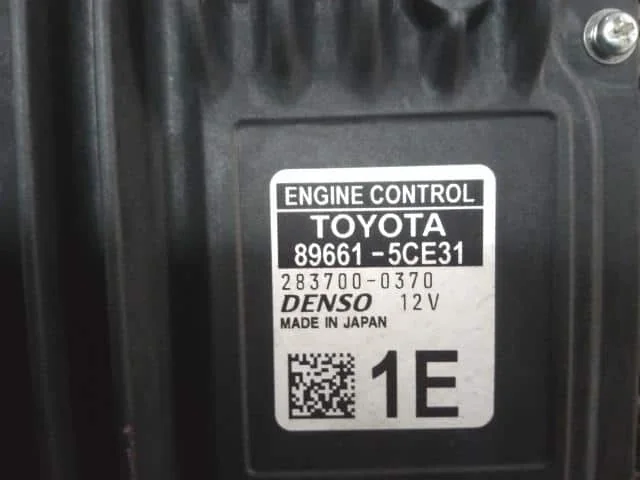 ENGINE CONTROL
TOYOTA
89661-5CE31
283700-0370
DENSO 12V
MADE IN JAPAN
1E